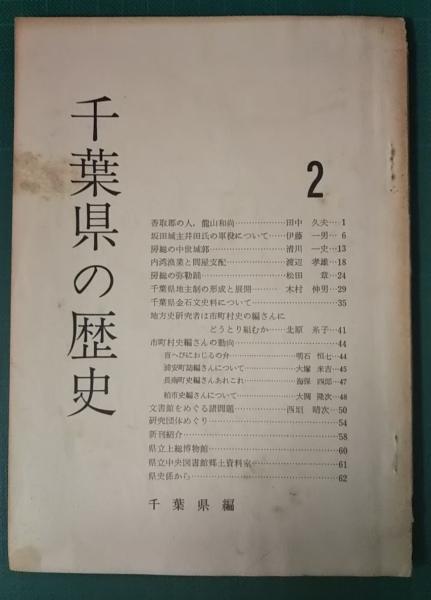 千葉県の歴史
2
香取郡の人，龍山和尚…………………田中　久夫… 1
坂田城主井田氏の軍役について……伊藤　一男… 6
房総の中世城郭……………………清川　一史…13
内湾漁業と問屋支配…………………渡辺　孝雄…18
房総の弥勒踊…………………………松田　　章…24
千葉県地主制の形成と展開…………木村　伸男…29
千葉県金石文史料について……………………35
地方史研究者は市町村史の編さんに
どうとり組むか……北原　糸子…41
市町村史編さんの動向…………………………44
首へびにおじるの弁………………明石　恒七…44
浦安町誌編さんについて…………大塚　米吉…45
長南町史編さんあれこれ…………海保　四郎…47
柏市史編さんについて……………大関　隆次…48
文書館をめぐる諸問題………………西垣　晴次…50
研究団体めぐり…………………………………54
新刊紹介…………………………………………58
県立上総博物館…………………………………60
県立中央図書館郷土資料室……………………61
県史係から………………………………………62
千葉県編